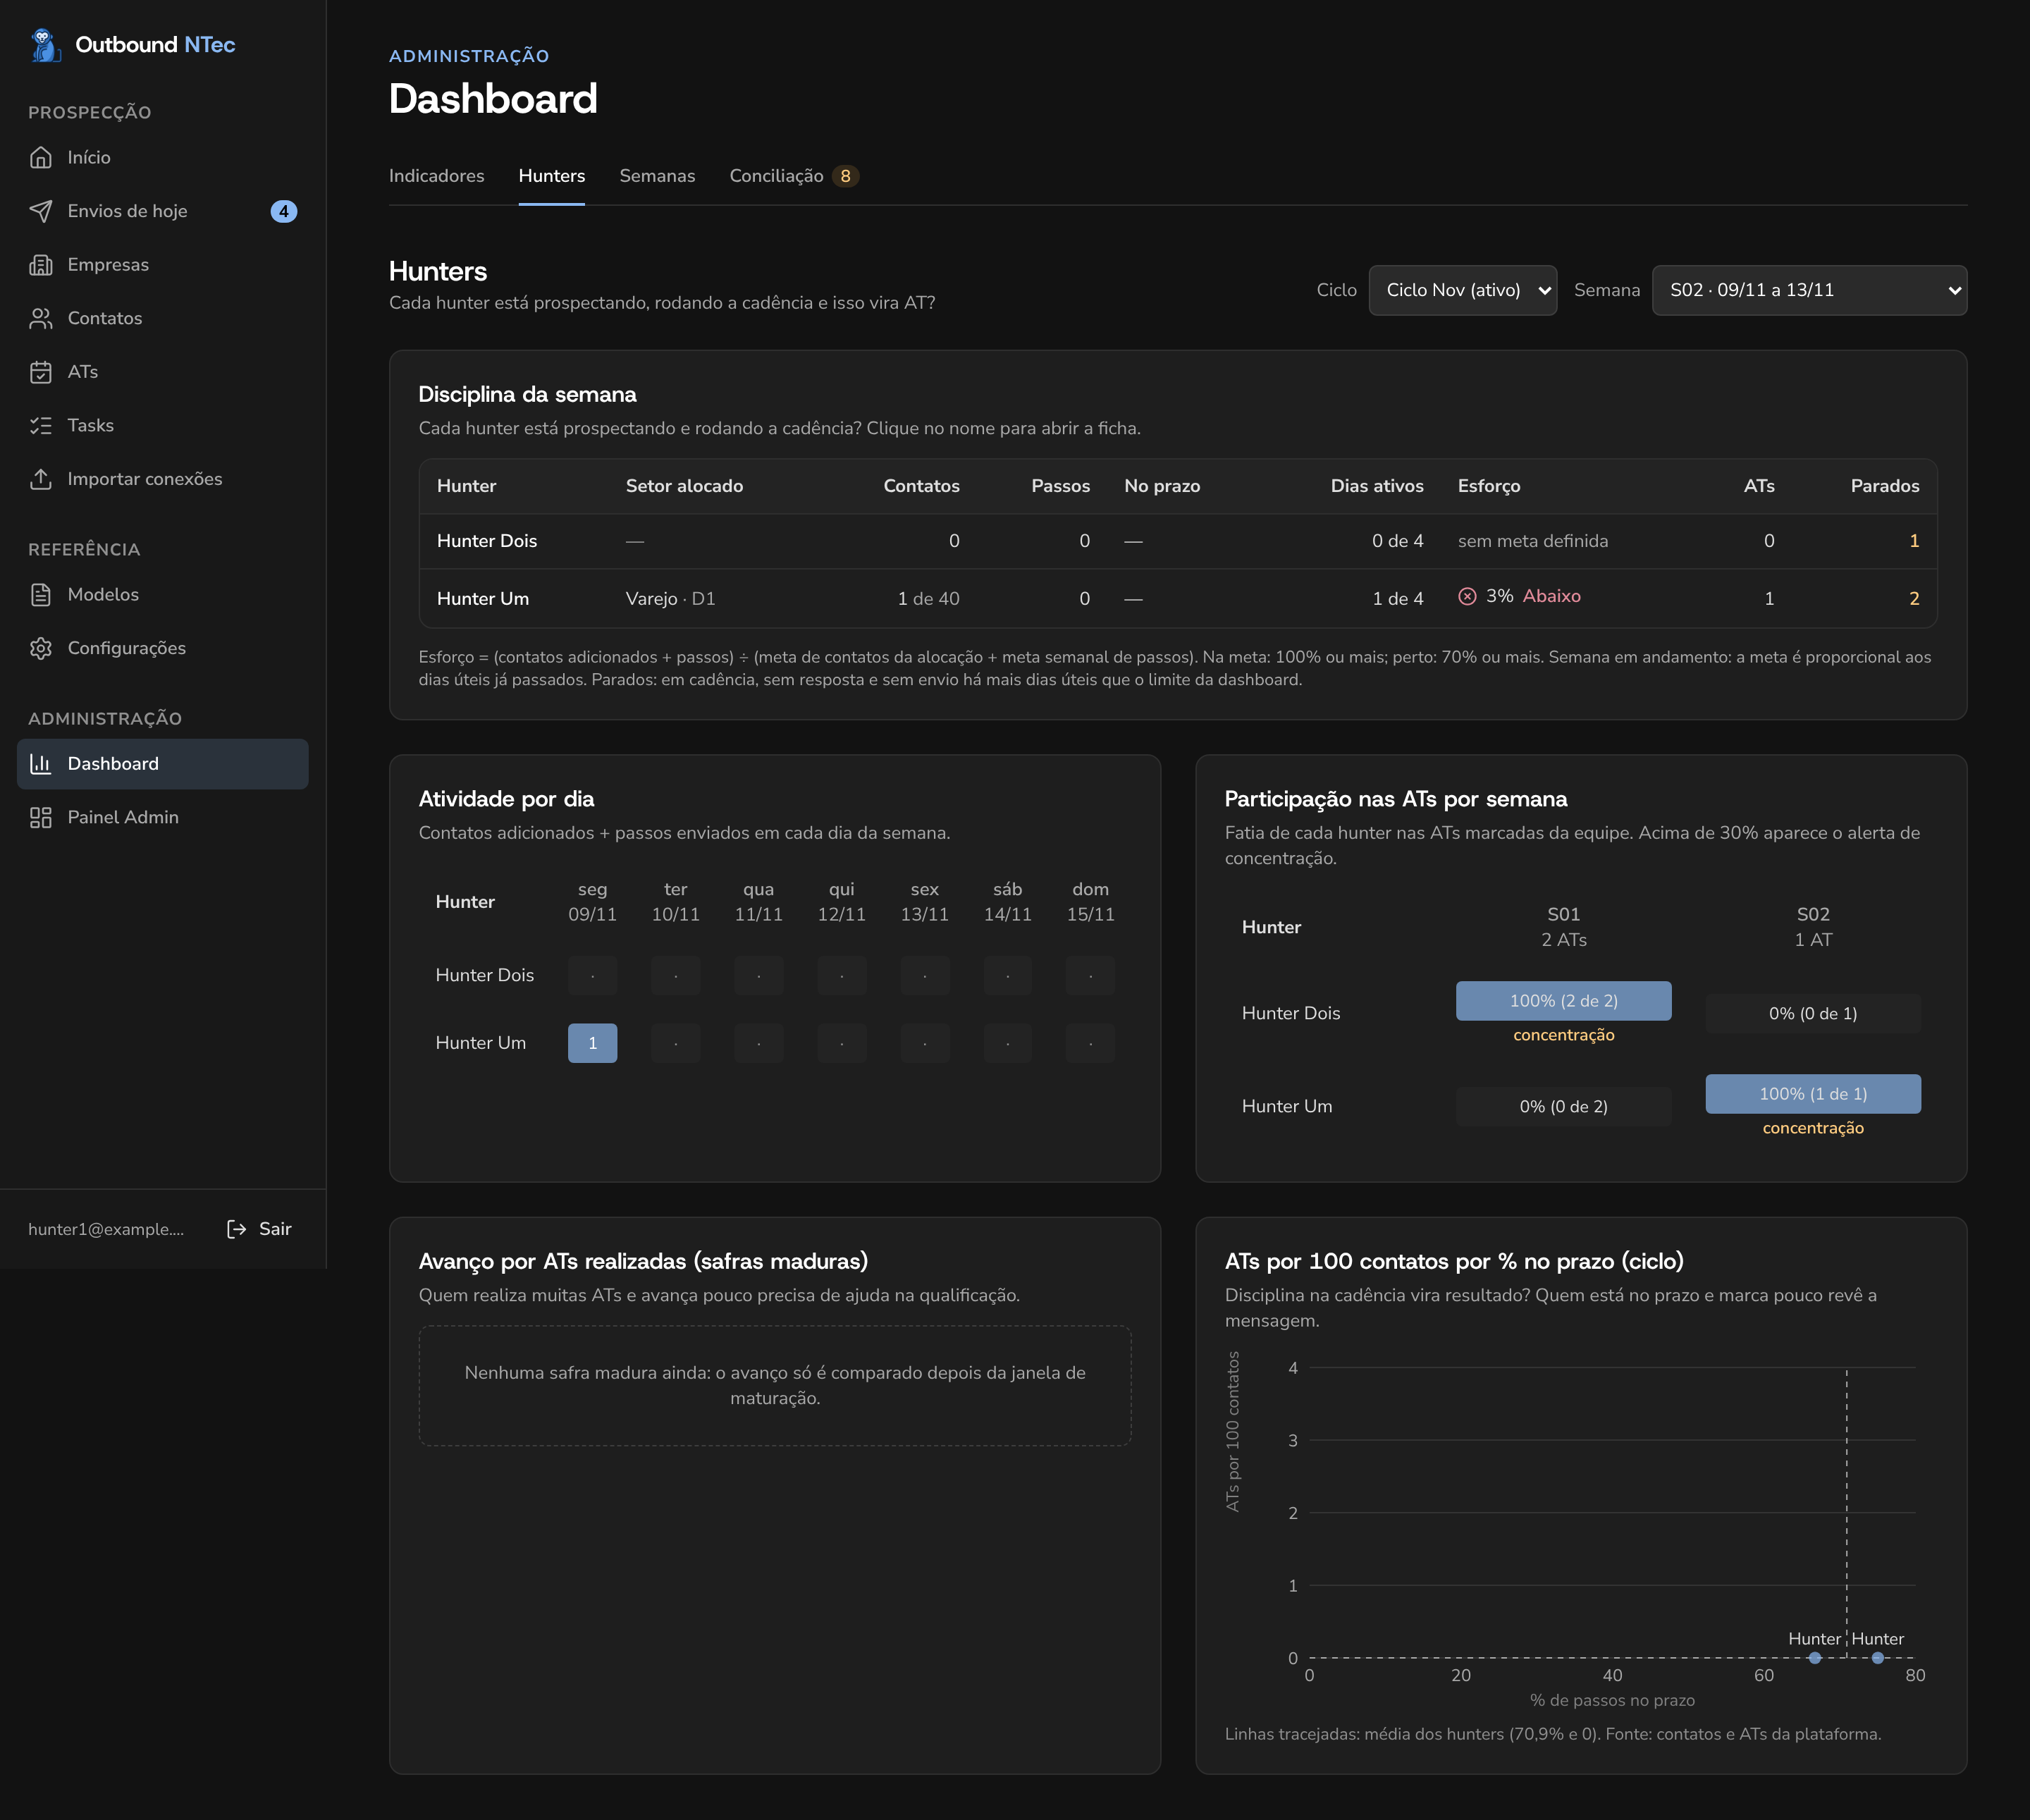 Outbound NTec
PROSPECÇÃO
Início
Envios de hoje 4
Empresas
Contatos
ATs
Tasks
Importar conexões
REFERÊNCIA
Modelos
Configurações
ADMINISTRAÇÃO
Dashboard
Painel Admin
hunter1@example.... Sair
ADMINISTRAÇÃO
Dashboard
Indicadores Hunters Semanas Conciliação 8
Hunters
Cada hunter está prospectando, rodando a cadência e isso vira AT?
Ciclo Ciclo Nov (ativo) Semana S02 · 09/11 a 13/11
Disciplina da semana
Cada hunter está prospectando e rodando a cadência? Clique no nome para abrir a ficha.
Hunter Setor alocado Contatos Passos No prazo Dias ativos Esforço ATs Parados
Hunter Dois — 0 0 — 0 de 4 sem meta definida 0 1
Hunter Um Varejo · D1 1 de 40 0 — 1 de 4 3% Abaixo 1 2
Esforço = (contatos adicionados + passos) ÷ (meta de contatos da alocação + meta semanal de passos). Na meta: 100% ou mais; perto: 70% ou mais. Semana em andamento: a meta é proporcional aos
dias úteis já passados. Parados: em cadência, sem resposta e sem envio há mais dias úteis que o limite da dashboard.
Atividade por dia
Contatos adicionados + passos enviados em cada dia da semana.
Hunter seg ter qua qui sex sáb dom
09/11 10/11 11/11 12/11 13/11 14/11 15/11
Hunter Dois · · · · · · ·
Hunter Um 1 · · · · · ·
Participação nas ATs por semana
Fatia de cada hunter nas ATs marcadas da equipe. Acima de 30% aparece o alerta de
concentração.
Hunter S01 S02
2 ATs 1 AT
Hunter Dois 100% (2 de 2) 0% (0 de 1)
concentração
Hunter Um 0% (0 de 2) 100% (1 de 1)
concentração
Avanço por ATs realizadas (safras maduras)
Quem realiza muitas ATs e avança pouco precisa de ajuda na qualificação.
Nenhuma safra madura ainda: o avanço só é comparado depois da janela de
maturação.
ATs por 100 contatos por % no prazo (ciclo)
Disciplina na cadência vira resultado? Quem está no prazo e marca pouco revê a
mensagem.
ATs por 100 contatos
4
3
2
1
0
Hunter Hunter
0 20 40 60 80
% de passos no prazo
Linhas tracejadas: média dos hunters (70,9% e 0). Fonte: contatos e ATs da plataforma.